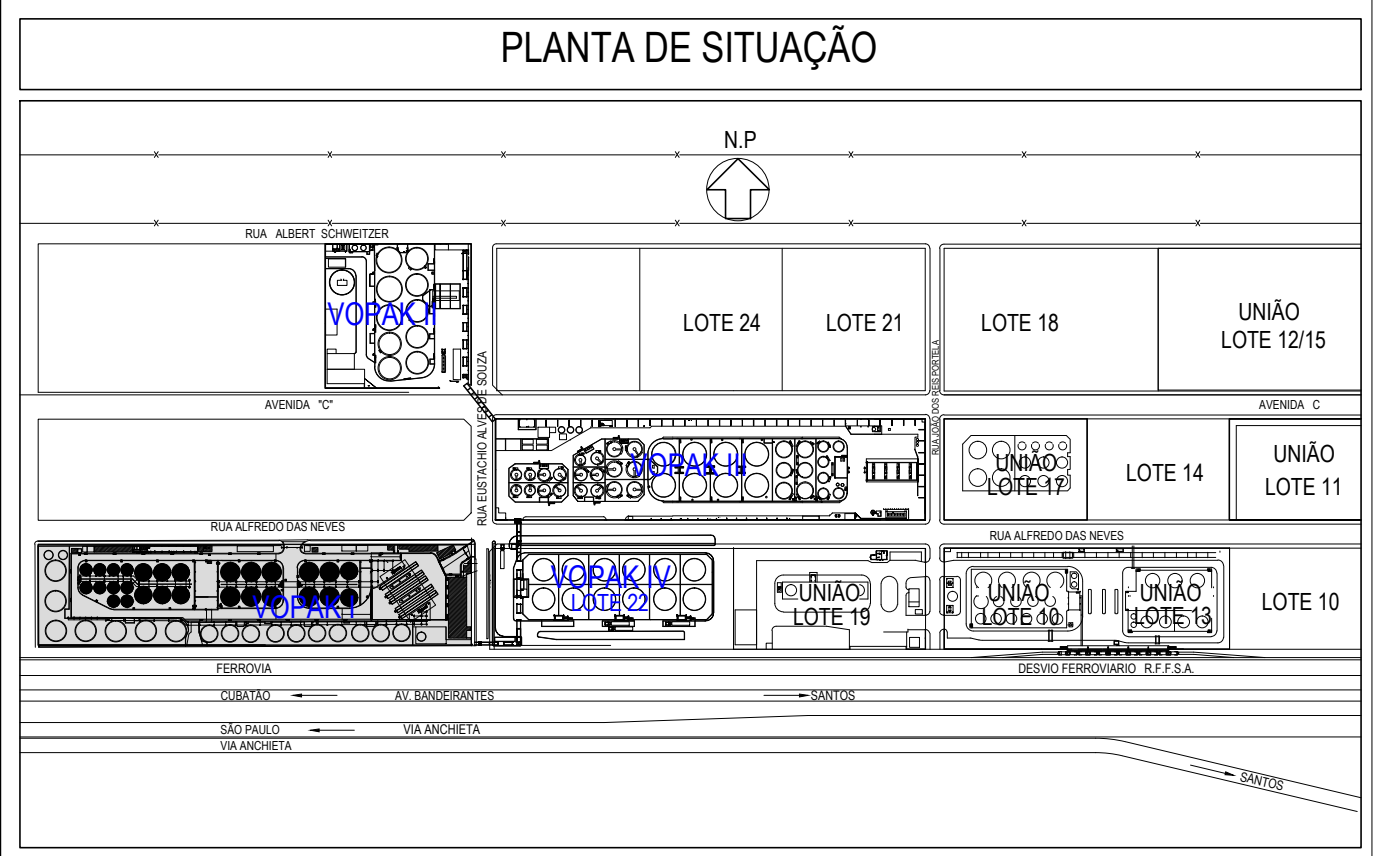 PLANTA DE SITUAÇÃO
N.P
RUA ALBERT SCHWEITZER
VOPAK II
LOTE 24
LOTE 21
LOTE 18
UNIÃO
LOTE 12/15
RUA EUSTACHIO ALVES DE SOUZA
RUA JOÃO DOS REIS PORTELA
AVENIDA "C"
AVENIDA C
VOPAK III
UNIÃO
LOTE 17
LOTE 14
UNIÃO
LOTE 11
RUA ALFREDO DAS NEVES
RUA ALFREDO DAS NEVES
VOPAK I
VOPAK IV
LOTE 22
UNIÃO
LOTE 19
UNIÃO
LOTE 10
UNIÃO
LOTE 13
LOTE 10
FERROVIA
DESVIO FERROVIARIO R.F.F.S.A.
CUBATÃO
AV. BANDEIRANTES
SANTOS
SÃO PAULO
VIA ANCHIETA
VIA ANCHIETA
SANTOS